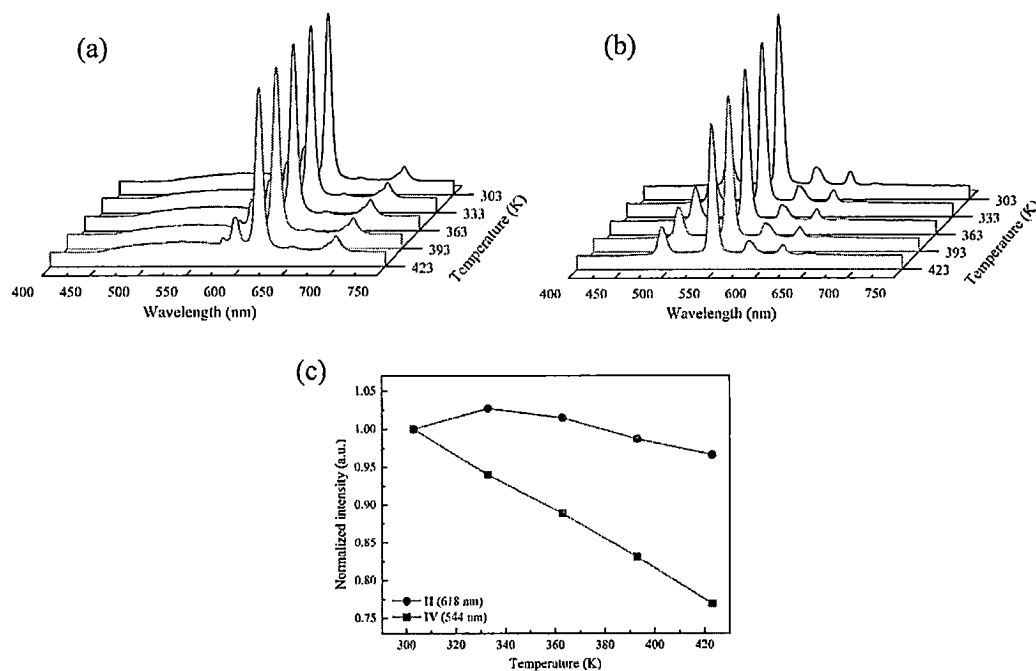 (a)
303
333
363
393
423
Temperature (K)
400 450 500 550 600 650 700 750
Wavelength (nm)
(b)
303
333
363
393
423
Temperature (K)
400 450 500 550 600 650 700 750
Wavelength (nm)
(c)
1.05
1.00
0.95
0.90
0.85
0.80
0.75
Normalized intensity (a.u.)
II (618 nm)
IV (544 nm)
300 320 340 360 380 400 420
Temperature (K)